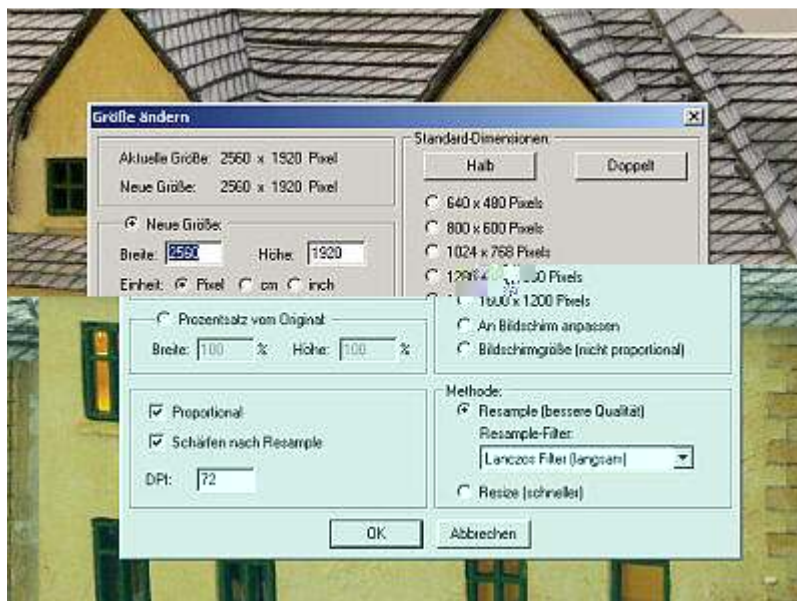 Größe ändern
Aktuelle Größe: 2560 x 1920 Pixel
Neue Größe: 2560 x 1920 Pixel
Neue Größe:
Breite: 2560 Höhe: 1920
Einheit: Pixel cm inch
Prozentsatz vom Original
Breite: 100 % Höhe: 100 %
Proportional
Schärfen nach Resample
DPI: 72
Standard-Dimensionen
Halb Doppelt
640 x 480 Pixels
800 x 600 Pixels
1024 x 768 Pixels
Pixels
1600 x 1200 Pixels
An Bildschirm anpassen
Bildschirmgröße (nicht proportional)
Methode:
Resample (bessere Qualität)
Resample-Filter:
Lanczos Filter (langsam)
Resize (schneller)
OK Abbrechen